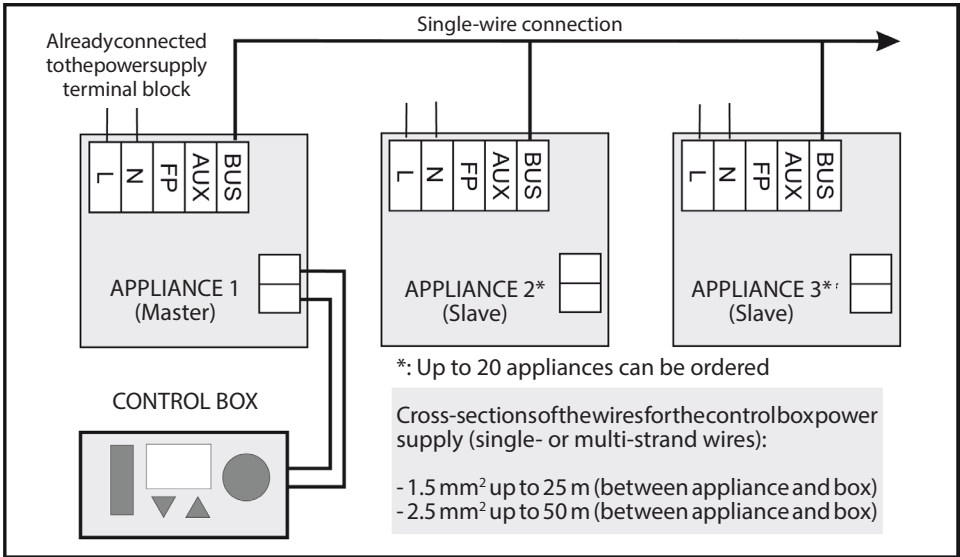 Single-wire connection
Alreadyconnected
tothepowersupply
terminal block
L N FP AUX BUS
L N FP AUX BUS
L N FP AUX BUS
APPLIANCE 1
(Master)
APPLIANCE 2*
(Slave)
APPLIANCE 3*
(Slave)
*: Up to 20 appliances can be ordered
CONTROL BOX
Cross-sectionsofthewiresforthecontrolboxpower
supply (single- or multi-strand wires):
- 1.5 mm² up to 25 m (between appliance and box)
- 2.5 mm² up to 50 m (between appliance and box)